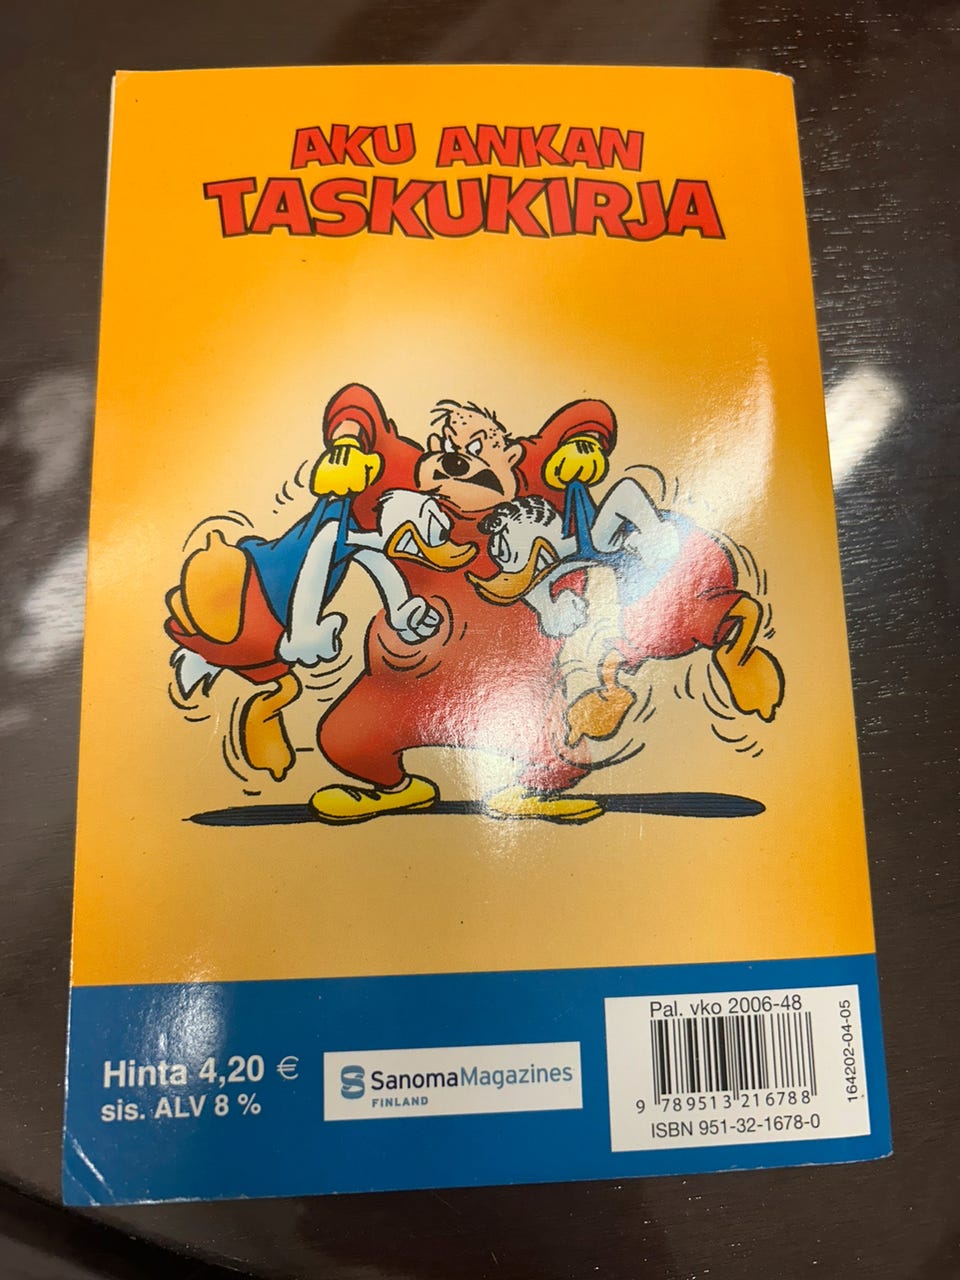 AKU ANKAN
TASKUKIRJA
Hinta 4,20 €
sis. ALV 8 %
SanomaMagazines
FINLAND
Pal. vko 2006-48
9 789513 216788
ISBN 951-32-1678-0
164202-04-05